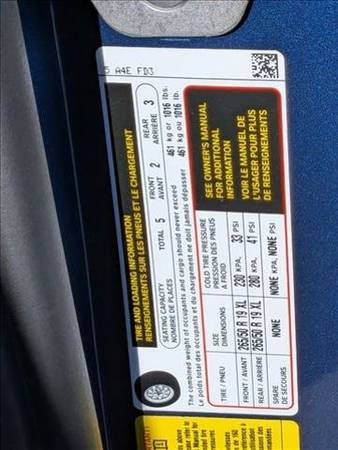 5 A4E FD3
TIRE AND LOADING INFORMATION
RENSEIGNEMENTS SUR LES PNEUS ET LE CHARGEMENT
SEATING CAPACITY
NOMBRE DE PLACES
TOTAL 5 FRONT AVANT 2 REAR ARRIÈRE 3
The combined weight of occupants and cargo should never exceed 461 kg or 1016 lbs.
Le poids total des occupants et du chargement ne doit jamais dépasser 461 kg ou 1016 lb.
TIRE / PNEU SIZE DIMENSIONS COLD TIRE PRESSURE PRESSION DES PNEUS A FROID
FRONT / AVANT 265/50 R 19 XL 230 KPA, 33 PSI
REAR / ARRIÈRE 265/50 R 19 XL 280 KPA, 41 PSI
SPARE
DE SECOURS
NONE NONE KPA, NONE PSI
SEE OWNER'S MANUAL
FOR ADDITIONAL
INFORMATION
VOIR LE MANUEL DE
L'USAGER POUR PLUS
DE RENSEIGNEMENTS